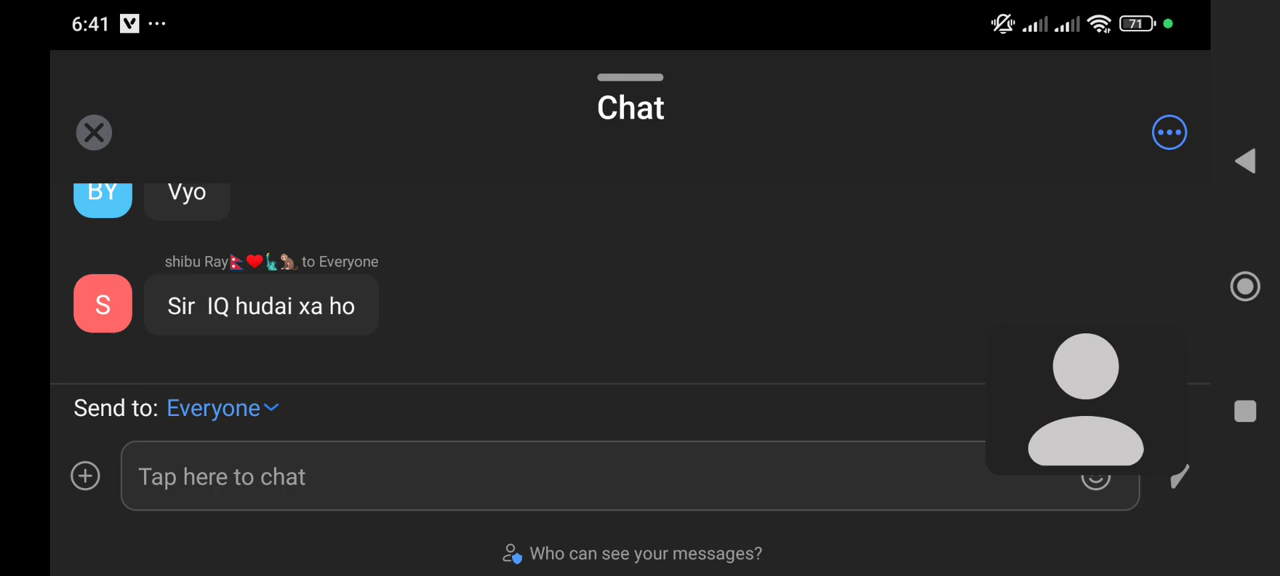 6:41
71
Chat
BY
Vyo
shibu Ray🇳🇵❤️🗽🐒 to Everyone
S
Sir IQ hudai xa ho
Send to: Everyone
Tap here to chat
Who can see your messages?